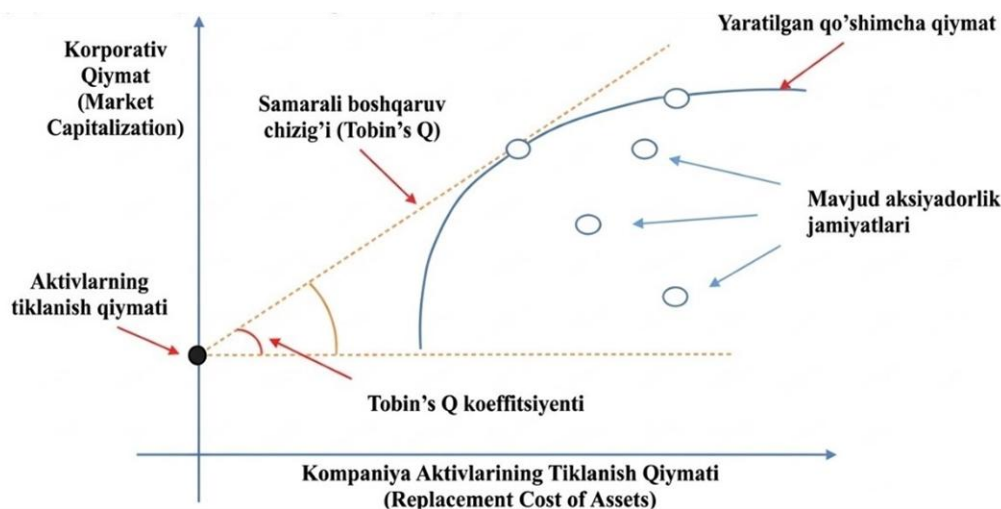 Yaratilgan qo'shimcha qiymat
Korporativ
Qiymat
(Market
Capitalization)
Samarali boshqaruv
chizig'i (Tobin's Q)
Mavjud aksiyadorlik
jamiyatlari
Aktivlarning
tiklanish qiymati
Tobin's Q koeffitsiyenti
Kompaniya Aktivlarining Tiklanish Qiymati
(Replacement Cost of Assets)